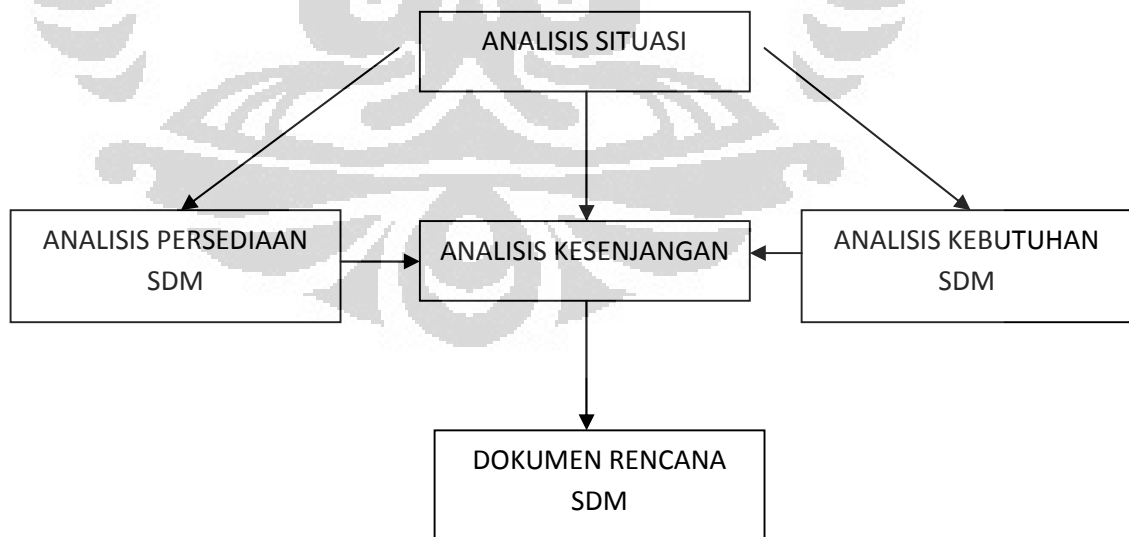 ANALISIS SITUASI
ANALISIS PERSEDIAAN
SDM
ANALISIS KESENJANGAN
ANALISIS KEBUTUHAN
SDM
DOKUMEN RENCANA
SDM